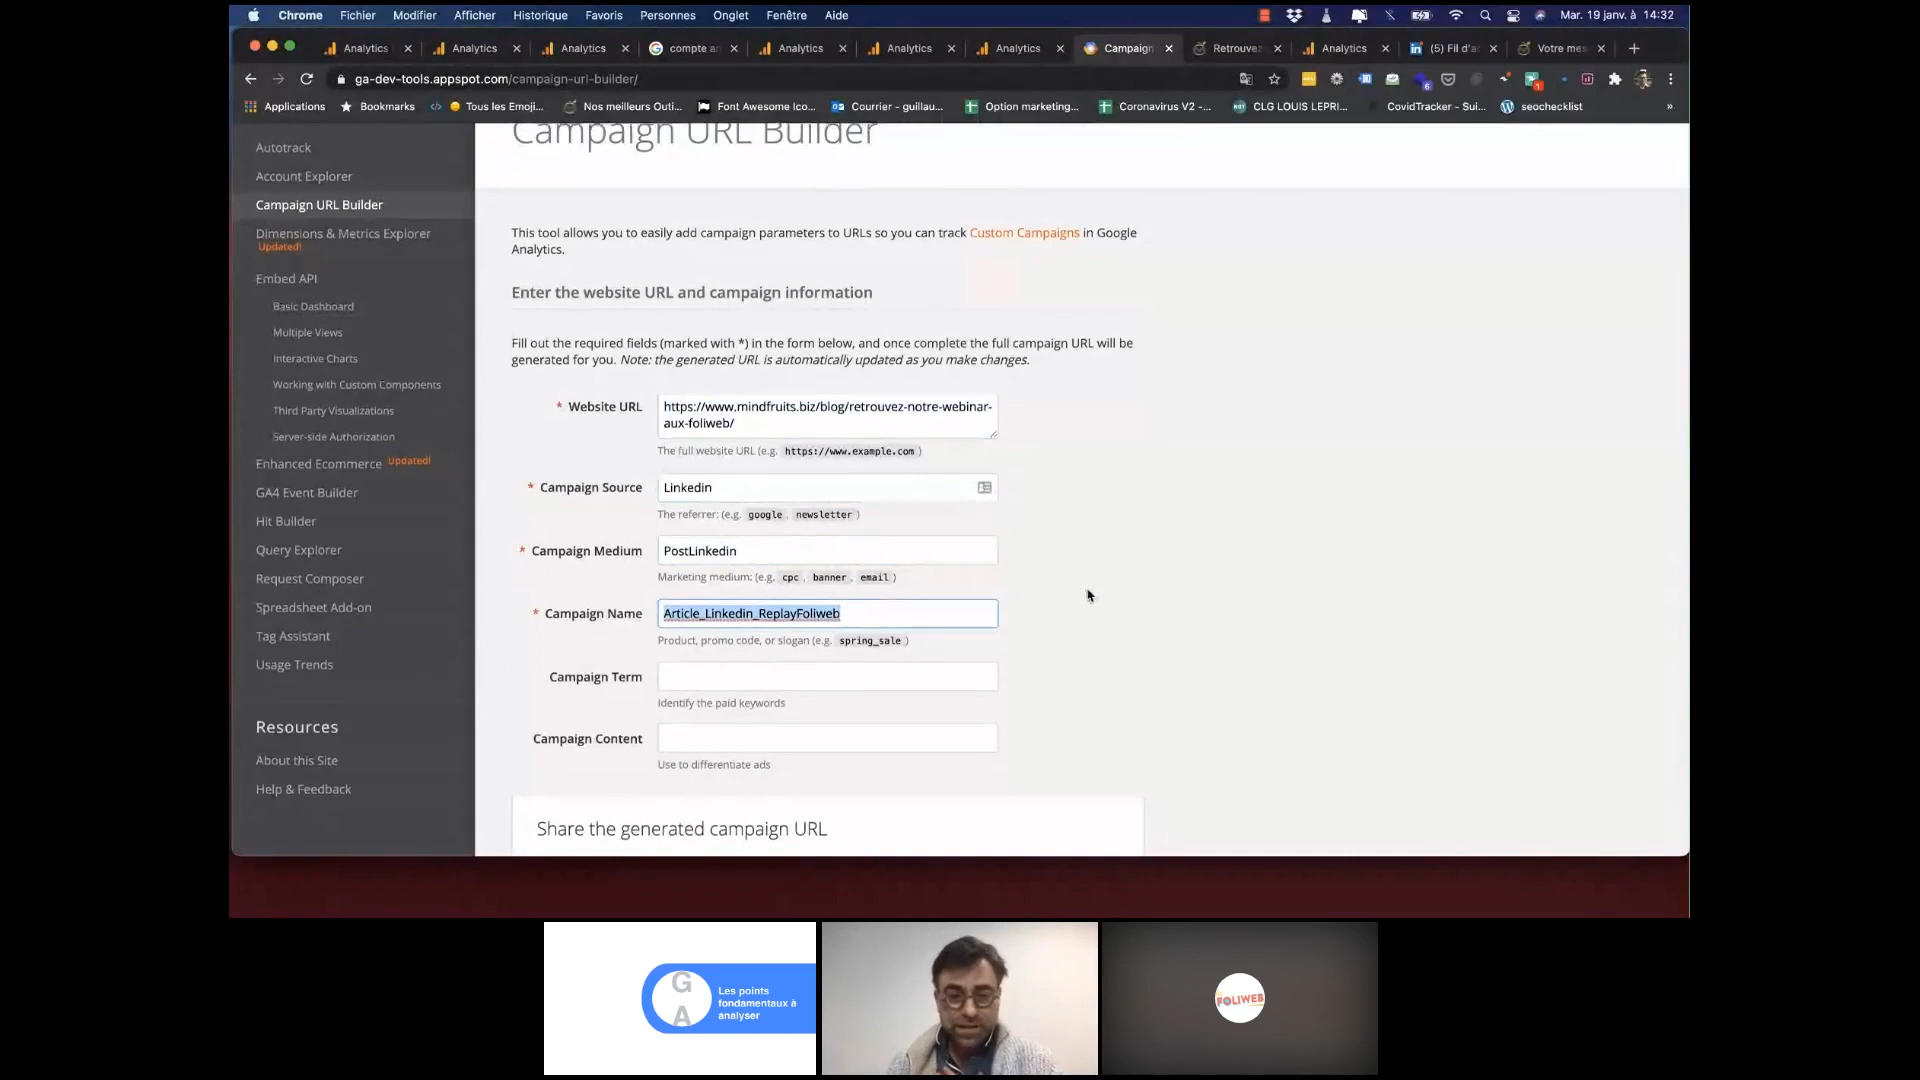 Chrome Fichier Modifier Afficher Historique Favoris Personnes Onglet Fenêtre Aide Mar. 19 janv. à 14:32
Analytics Analytics Analytics compte an Analytics Analytics Analytics Campaign Retrouvez Analytics (5) Fil d'ac Votre mes
ga-dev-tools.appspot.com/campaign-url-builder/
Applications Bookmarks Tous les Emoji... Nos meilleurs Outi... Font Awesome Ico... Courrier - guillau... Option marketing... Coronavirus V2 -... CLG LOUIS LEPRI... CovidTracker - Sui... seochecklist »
Campaign URL Builder
Autotrack
Account Explorer
Campaign URL Builder
Dimensions & Metrics Explorer
Updated!
Embed API
Basic Dashboard
Multiple Views
Interactive Charts
Working with Custom Components
Third Party Visualizations
Server-side Authorization
Enhanced Ecommerce Updated!
GA4 Event Builder
Hit Builder
Query Explorer
Request Composer
Spreadsheet Add-on
Tag Assistant
Usage Trends
Resources
About this Site
Help & Feedback
This tool allows you to easily add campaign parameters to URLs so you can track Custom Campaigns in Google
Analytics.
Enter the website URL and campaign information
Fill out the required fields (marked with *) in the form below, and once complete the full campaign URL will be
generated for you. Note: the generated URL is automatically updated as you make changes.
* Website URL https://www.mindfruits.biz/blog/retrouvez-notre-webinar-
aux-foliweb/
The full website URL (e.g. https://www.example.com )
* Campaign Source Linkedin
The referrer: (e.g. google , newsletter )
* Campaign Medium PostLinkedin
Marketing medium: (e.g. cpc , banner , email )
* Campaign Name Article_Linkedin_ReplayFoliweb
Product, promo code, or slogan (e.g. spring_sale )
Campaign Term
Identify the paid keywords
Campaign Content
Use to differentiate ads
Share the generated campaign URL
G
A
Les points
fondamentaux à
analyser
FOLIWEB